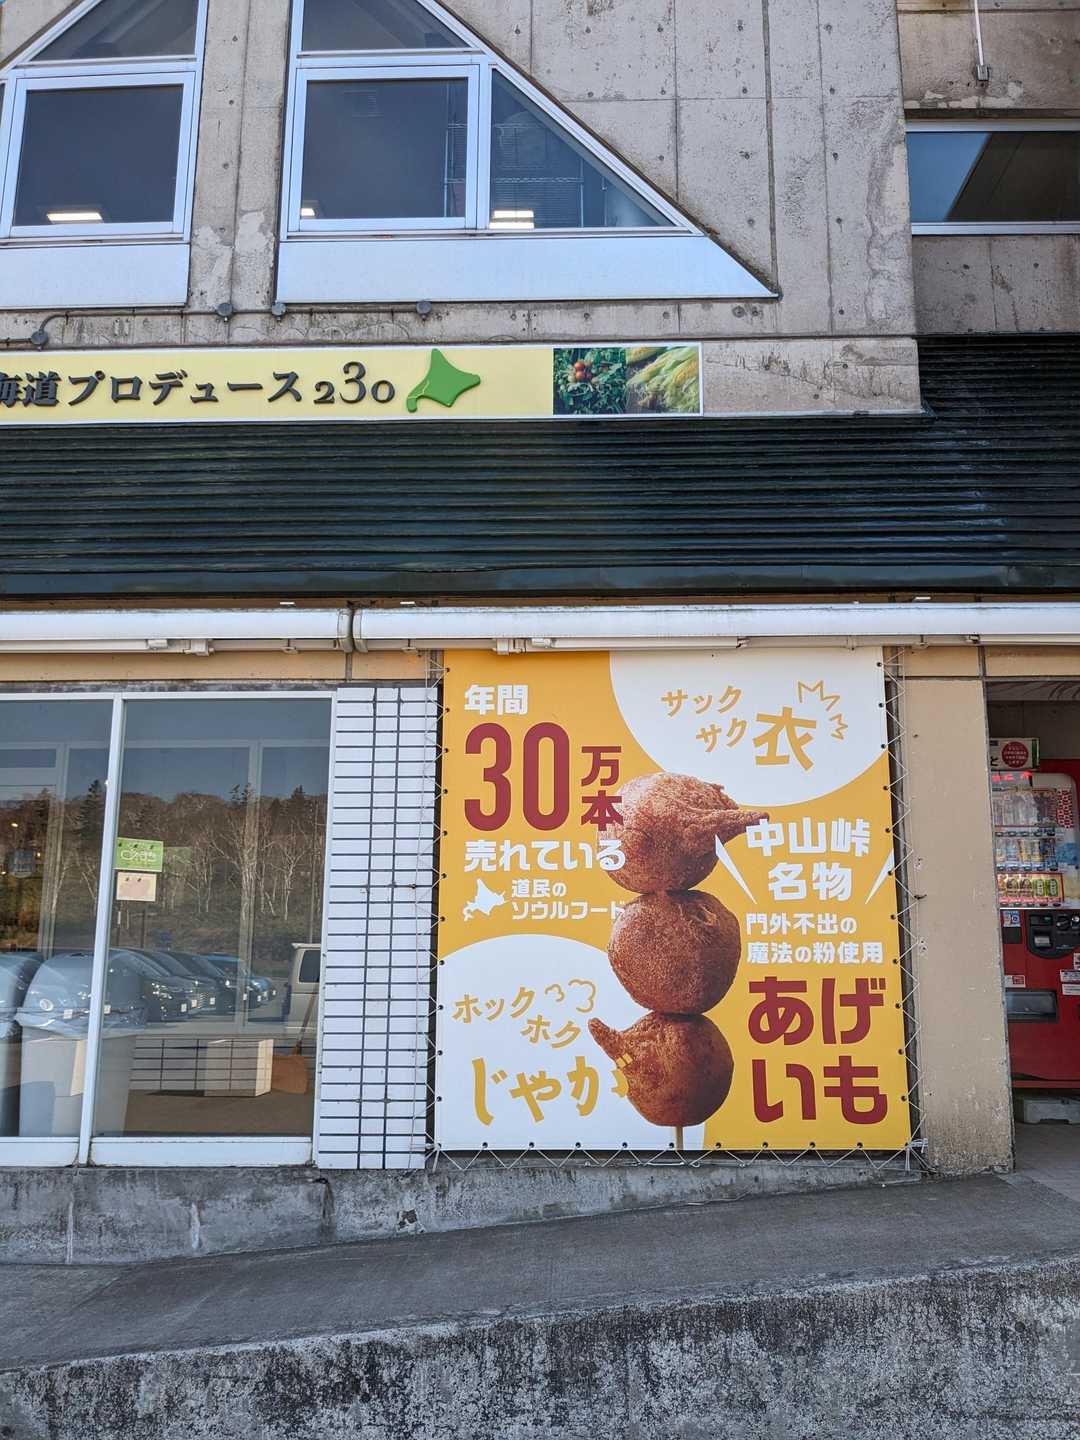 海道プロデュース230
年間
30万本
売れている
道民の
ソウルフード
サック
サク衣
中山峠
名物
門外不出の
魔法の粉使用
あげ
いも
ホック
ホク
じゃが